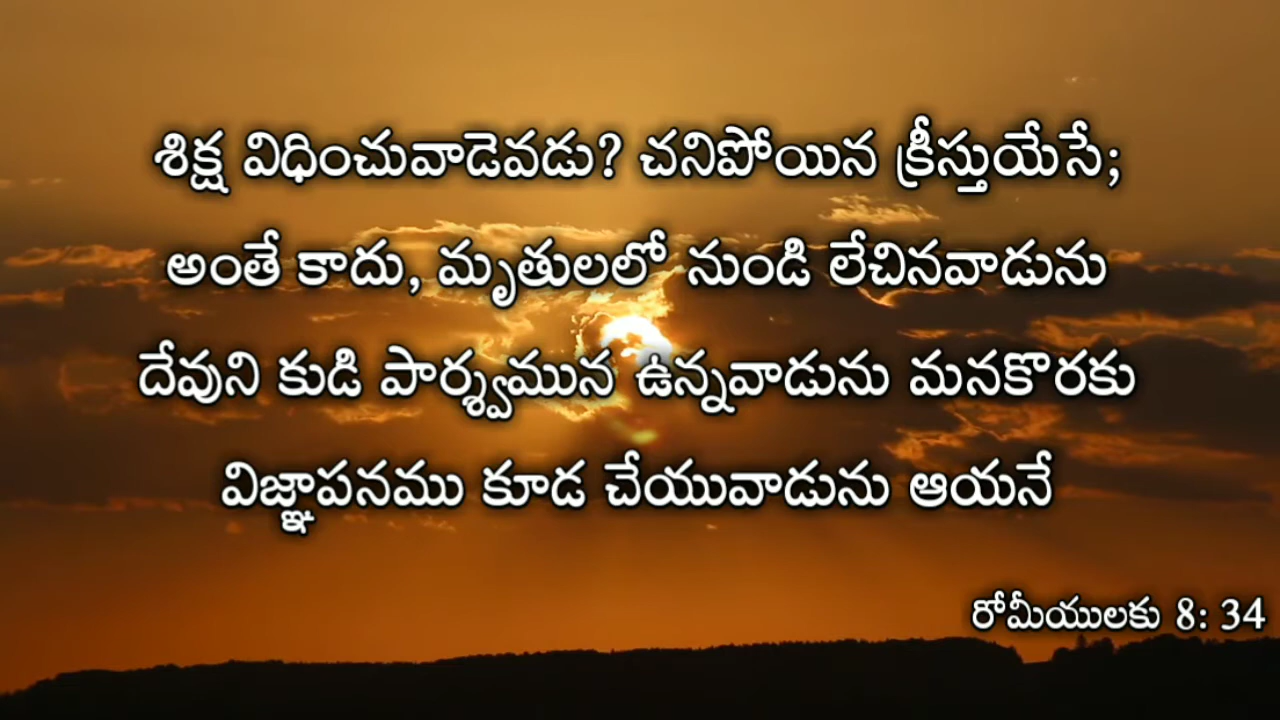 శిక్ష విధించువాడెవడు? చనిపోయిన క్రీస్తుయేసే;
అంతే కాదు, మృతులలో నుండి లేచినవాడును
దేవుని కుడి పార్శ్వమున ఉన్నవాడును మనకొరకు
విజ్ఞాపనము కూడ చేయువాడును ఆయనే
రోమీయులకు 8: 34